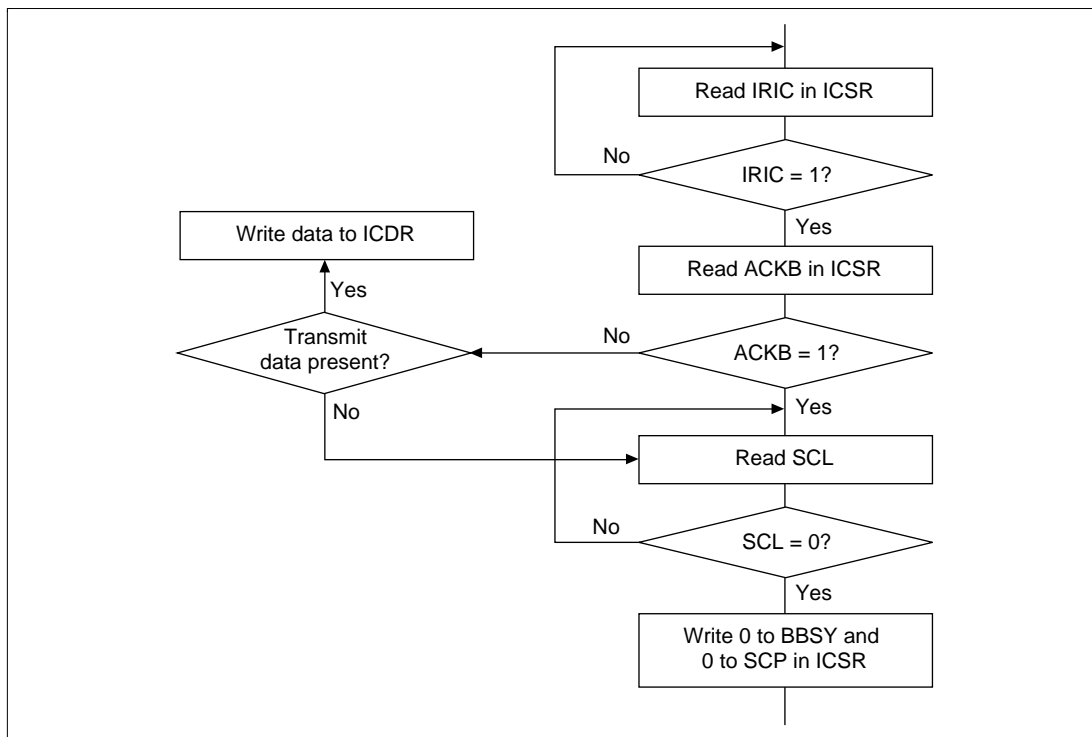 Read IRIC in ICSR
No
IRIC = 1?
Yes
Write data to ICDR
Read ACKB in ICSR
Yes
Transmit
data present?
No
ACKB = 1?
No
Yes
Read SCL
No
SCL = 0?
Yes
Write 0 to BBSY and
0 to SCP in ICSR